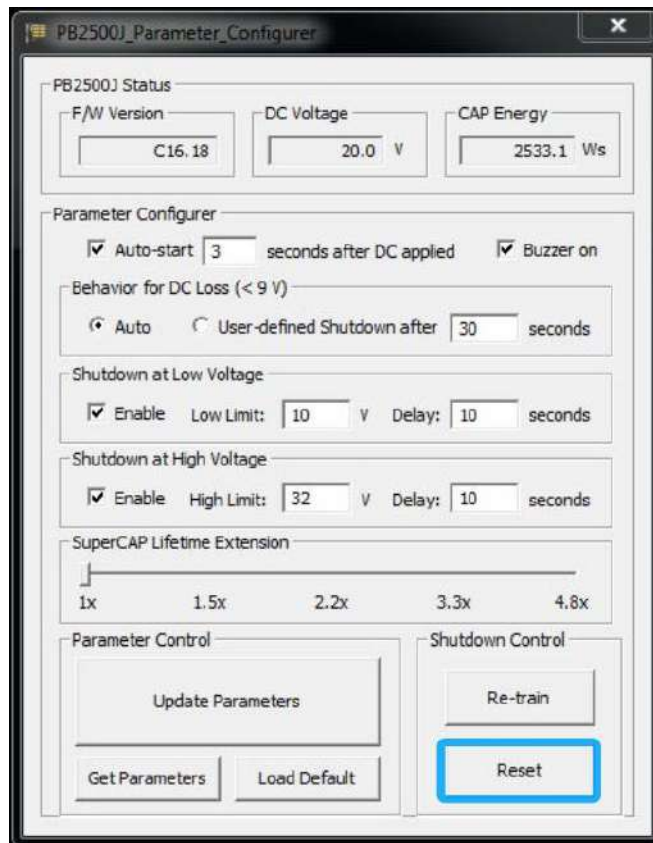 PB2500J_Parameter_Configurer
x
PB2500J Status
F/W Version
DC Voltage
CAP Energy
C16.18
20.0 V
2533.1 Ws
Parameter Configurer
Auto-start 3 seconds after DC applied
Buzzer on
Behavior for DC Loss (< 9 V)
Auto
User-defined Shutdown after 30 seconds
Shutdown at Low Voltage
Enable Low Limit: 10 V Delay: 10 seconds
Shutdown at High Voltage
Enable High Limit: 32 V Delay: 10 seconds
SuperCAP Lifetime Extension
1x 1.5x 2.2x 3.3x 4.8x
Parameter Control
Shutdown Control
Update Parameters
Re-train
Get Parameters
Load Default
Reset